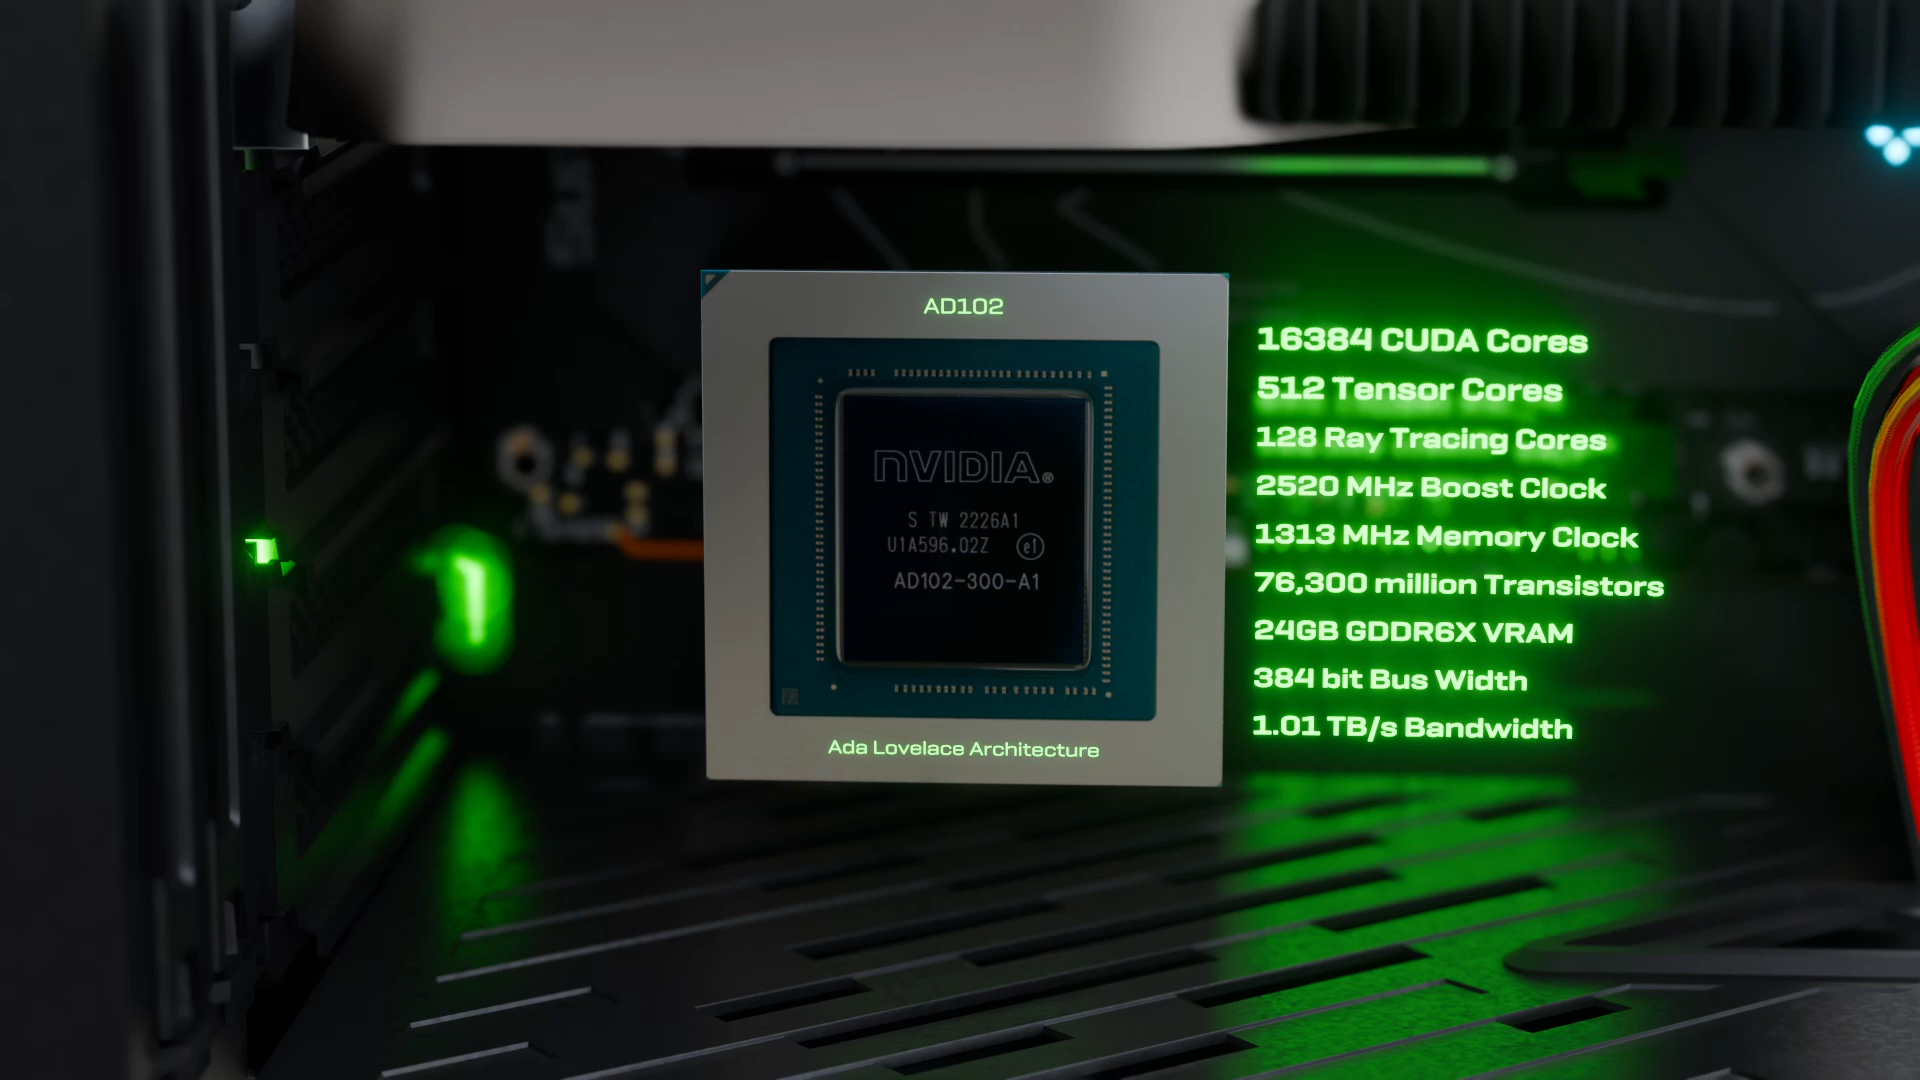 AD102
NVIDIA®
S TW 2226A1
U1A596.02Z e1
AD102-300-A1
Ada Lovelace Architecture
16384 CUDA Cores
512 Tensor Cores
128 Ray Tracing Cores
2520 MHz Boost Clock
1313 MHz Memory Clock
76,300 million Transistors
24GB GDDR6X VRAM
384 bit Bus Width
1.01 TB/s Bandwidth